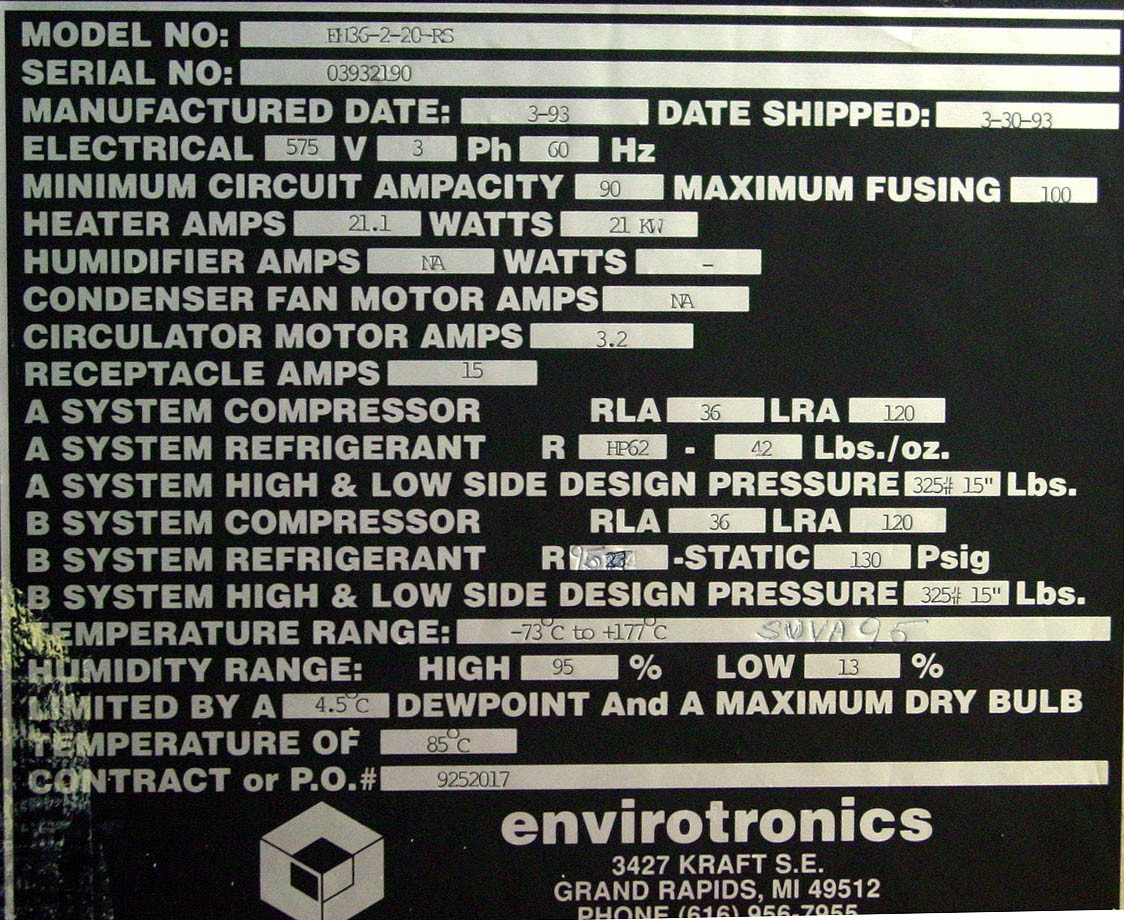 MODEL NO: EH36-2-20-RS
SERIAL NO: 03932190
MANUFACTURED DATE: 3-93 DATE SHIPPED: 3-30-93
ELECTRICAL 575 V 3 Ph 60 Hz
MINIMUM CIRCUIT AMPACITY 90 MAXIMUM FUSING 100
HEATER AMPS 21.1 WATTS 21 KW
HUMIDIFIER AMPS NA WATTS -
CONDENSER FAN MOTOR AMPS NA
CIRCULATOR MOTOR AMPS 3.2
RECEPTACLE AMPS 15
A SYSTEM COMPRESSOR RLA 36 LRA 120
A SYSTEM REFRIGERANT R HP62 - 42 Lbs./oz.
A SYSTEM HIGH & LOW SIDE DESIGN PRESSURE 325# 15" Lbs.
B SYSTEM COMPRESSOR RLA 36 LRA 120
B SYSTEM REFRIGERANT R -STATIC 130 Psig
B SYSTEM HIGH & LOW SIDE DESIGN PRESSURE 325# 15" Lbs.
TEMPERATURE RANGE: -73°C to +177°C SUVA 95
HUMIDITY RANGE: HIGH 95 % LOW 13 %
LIMITED BY A 4.5°C DEWPOINT And A MAXIMUM DRY BULB
TEMPERATURE OF 85°C
CONTRACT or P.O.# 9252017
envirotronics
3427 KRAFT S.E.
GRAND RAPIDS, MI 49512
PHONE (616) 956-7955